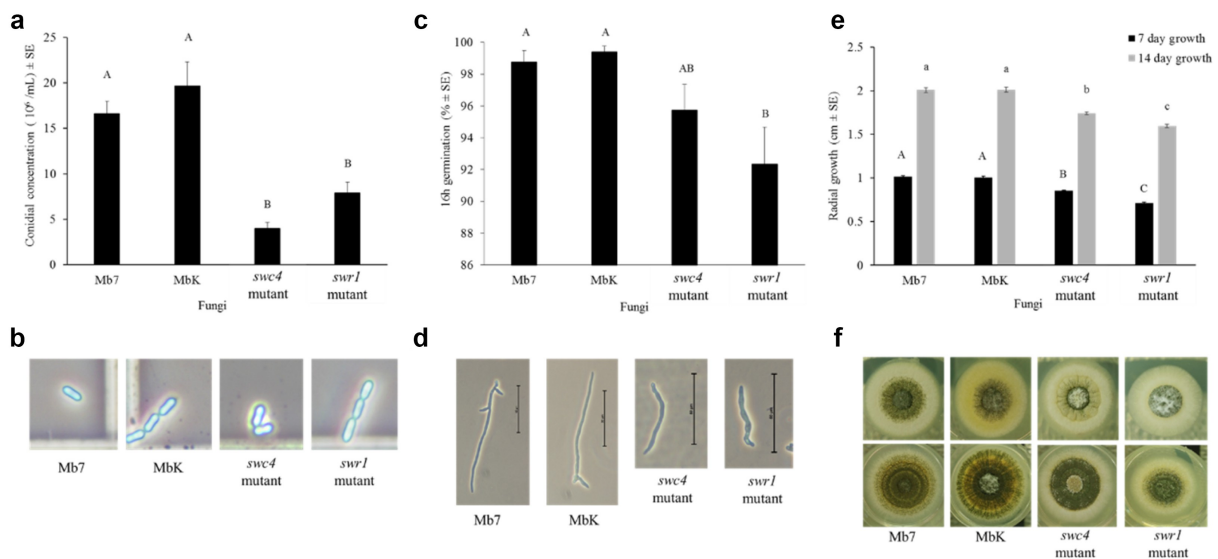 a
Conidial concentration (10⁶ /mL) ± SE
30
25
20
15
10
5
0
A
A
B
B
Mb7
MbK
swc4
mutant
swr1
mutant
Fungi
b
Mb7
MbK
swc4
mutant
swr1
mutant
c
16h germination (% ± SE)
100
98
96
94
92
90
88
86
A
A
AB
B
Mb7
MbK
swc4
mutant
swr1
mutant
Fungi
d
Mb7
MbK
swc4
mutant
swr1
mutant
e
7 day growth
14 day growth
Radial growth (cm ± SE)
2.5
2
1.5
1
0.5
0
A
a
A
a
B
b
C
c
Mb7
MbK
swc4
mutant
swr1
mutant
Fungi
f
Mb7
MbK
swc4
mutant
swr1
mutant